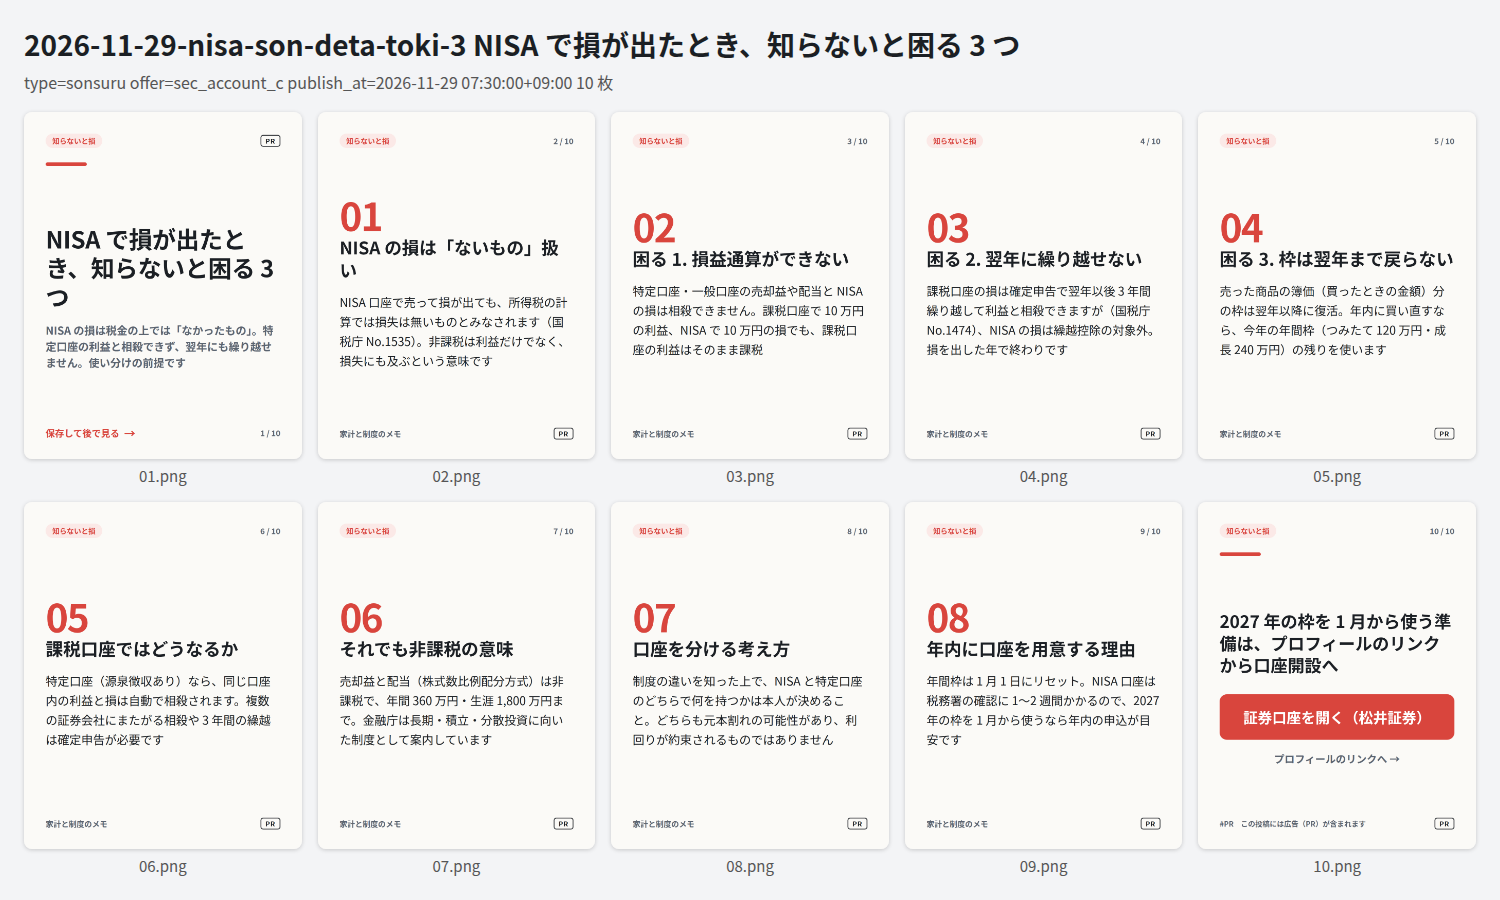 2026-11-29-nisa-son-deta-toki-3 NISA で損が出たとき、知らないと困る 3 つ
type=sonsuru offer=sec_account_c publish_at=2026-11-29 07:30:00+09:00 10 枚
知らないと損
PR
NISA で損が出たと
き、知らないと困る 3
つ
NISA の損は税金の上では「なかったもの」。特
定口座の利益と相殺できず、翌年にも繰り越せ
ません。使い分けの前提です
保存して後で見る →
1 / 10
01.png
知らないと損
2 / 10
01
NISA の損は「ないもの」扱
い
NISA 口座で売って損が出ても、所得税の計
算では損失は無いものとみなされます（国
税庁 No.1535）。非課税は利益だけでなく、
損失にも及ぶという意味です
家計と制度のメモ
PR
02.png
知らないと損
3 / 10
02
困る 1. 損益通算ができない
特定口座・一般口座の売却益や配当と NISA
の損は相殺できません。課税口座で 10 万円
の利益、NISA で 10 万円の損でも、課税口
座の利益はそのまま課税
家計と制度のメモ
PR
03.png
知らないと損
4 / 10
03
困る 2. 翌年に繰り越せない
課税口座の損は確定申告で翌年以後 3 年間
繰り越して利益と相殺できますが（国税庁
No.1474）、NISA の損は繰越控除の対象外。
損を出した年で終わりです
家計と制度のメモ
PR
04.png
知らないと損
5 / 10
04
困る 3. 枠は翌年まで戻らない
売った商品の簿価（買ったときの金額）分
の枠は翌年以降に復活。年内に買い直すな
ら、今年の年間枠（つみたて 120 万円・成
長 240 万円）の残りを使います
家計と制度のメモ
PR
05.png
知らないと損
6 / 10
05
課税口座ではどうなるか
特定口座（源泉徴収あり）なら、同じ口座
内の利益と損は自動で相殺されます。複数
の証券会社にまたがる相殺や 3 年間の繰越
は確定申告が必要です
家計と制度のメモ
PR
06.png
知らないと損
7 / 10
06
それでも非課税の意味
売却益と配当（株式数比例配分方式）は非
課税で、年間 360 万円・生涯 1,800 万円ま
で。金融庁は長期・積立・分散投資に向い
た制度として案内しています
家計と制度のメモ
PR
07.png
知らないと損
8 / 10
07
口座を分ける考え方
制度の違いを知った上で、NISA と特定口座
のどちらで何を持つかは本人が決めるこ
と。どちらも元本割れの可能性があり、利
回りが約束されるものではありません
家計と制度のメモ
PR
08.png
知らないと損
9 / 10
08
年内に口座を用意する理由
年間枠は 1 月 1 日にリセット。NISA 口座は
税務署の確認に 1〜2 週間かかるので、2027
年の枠を 1 月から使うなら年内の申込が目
安です
家計と制度のメモ
PR
09.png
知らないと損
10 / 10
2027 年の枠を 1 月から使う準
備は、プロフィールのリンク
から口座開設へ
証券口座を開く（松井証券）
プロフィールのリンクへ →
#PR この投稿には広告（PR）が含まれます
PR
10.png